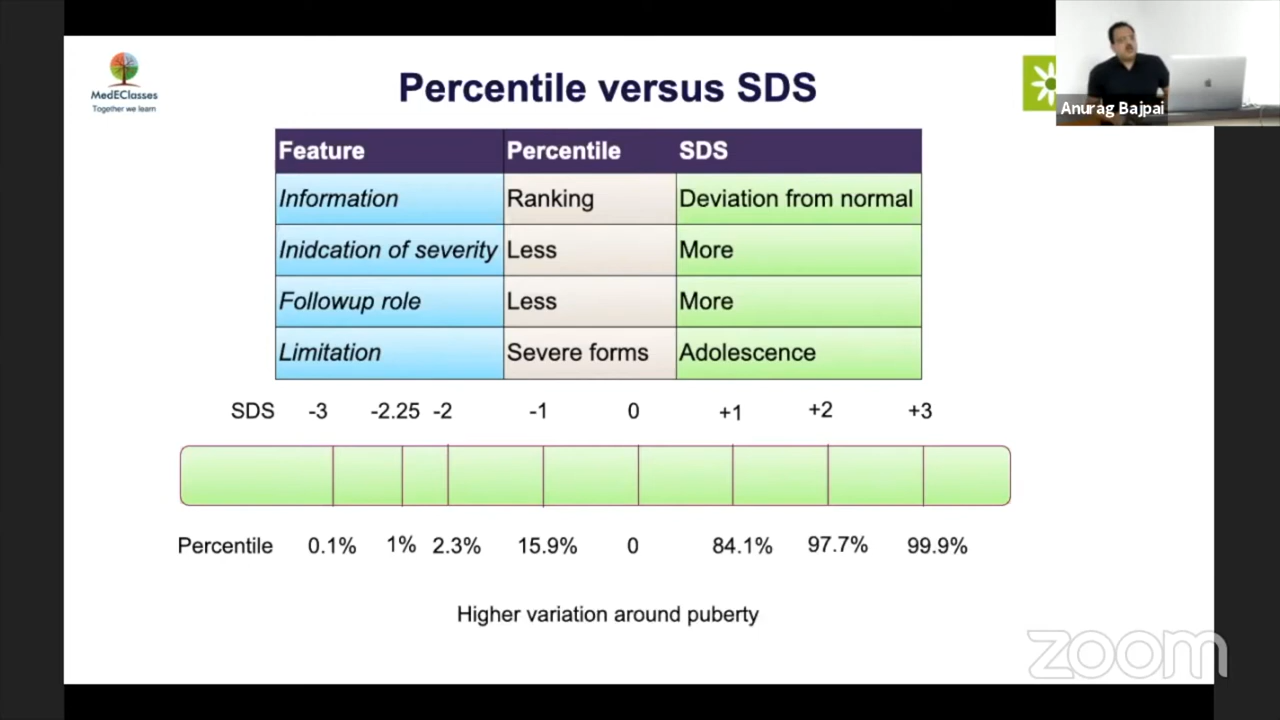 MedEClasses
Together we learn
Percentile versus SDS
Anurag Bajpai
Feature Percentile SDS
Information Ranking Deviation from normal
Inidcation of severity Less More
Followup role Less More
Limitation Severe forms Adolescence
SDS -3 -2.25 -2 -1 0 +1 +2 +3
Percentile 0.1% 1% 2.3% 15.9% 0 84.1% 97.7% 99.9%
Higher variation around puberty
zoom